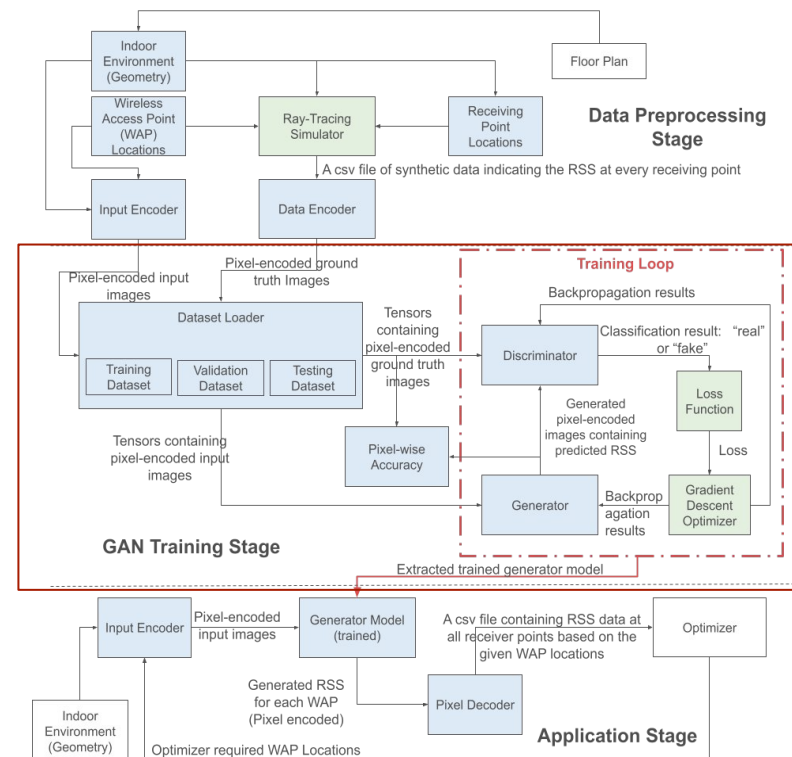 Indoor
Environment
(Geometry)
Floor Plan
Wireless
Access Point
(WAP)
Locations
Ray-Tracing
Simulator
Receiving
Point
Locations
Data Preprocessing
Stage
A csv file of synthetic data indicating the RSS at every receiving point
Input Encoder
Data Encoder
Pixel-encoded input
images
Pixel-encoded ground
truth Images
Training Loop
Backpropagation results
Dataset Loader
Training
Dataset
Validation
Dataset
Testing
Dataset
Tensors
containing
pixel-encoded
ground truth
images
Discriminator
Classification result: “real”
or “fake”
Loss
Function
Tensors containing
pixel-encoded input
images
Pixel-wise
Accuracy
Generated
pixel-encoded
images containing
predicted RSS
Loss
Generator
Backprop
agation
results
Gradient
Descent
Optimizer
GAN Training Stage
Extracted trained generator model
Input Encoder
Pixel-encoded
input images
Generator Model
(trained)
A csv file containing RSS data at
all receiver points based on the
given WAP locations
Optimizer
Generated RSS
for each WAP
(Pixel encoded)
Pixel Decoder
Indoor
Environment
(Geometry)
Optimizer required WAP Locations
Application Stage